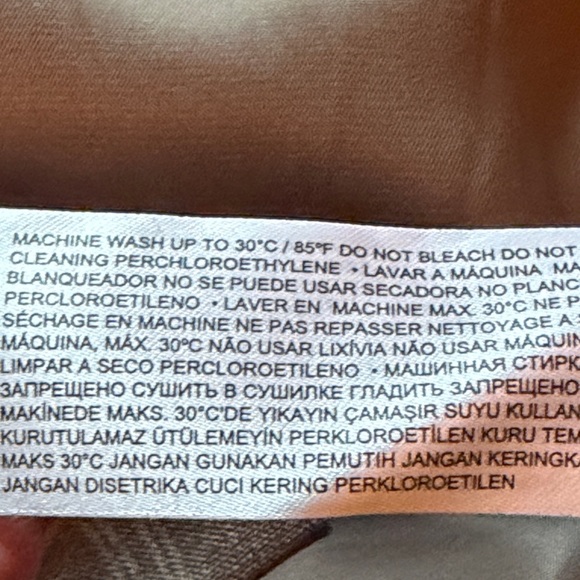 MACHINE WASH UP TO 30°C / 85°F DO NOT BLEACH DO NOT
CLEANING PERCHLOROETHYLENE • LAVAR A MÁQUINA MA
BLANQUEADOR NO SE PUEDE USAR SECADORA NO PLANC
PERCLOROETILENO • LAVER EN MACHINE MAX. 30°C NE P
SÉCHAGE EN MACHINE NE PAS REPASSER NETTOYAGE A
MÁQUINA, MÁX. 30°C NÃO USAR LIXÍVIA NÃO USAR MÁQUIN
LIMPAR A SECO PERCLOROETILENO • МАШИННАЯ СТИРК
ЗАПРЕЩЕНО СУШИТЬ В СУШИЛКЕ ГЛАДИТЬ ЗАПРЕЩЕНО
MAKİNEDE MAKS. 30°C'DE YIKAYIN ÇAMAŞIR SUYU KULLAN
KURUTULAMAZ ÜTÜLEMEYİN PERKLOROETİLEN KURU TEM
MAKS 30°C JANGAN GUNAKAN PEMUTIH JANGAN KERINGK
JANGAN DISETRIKA CUCI KERING PERKLOROETILEN